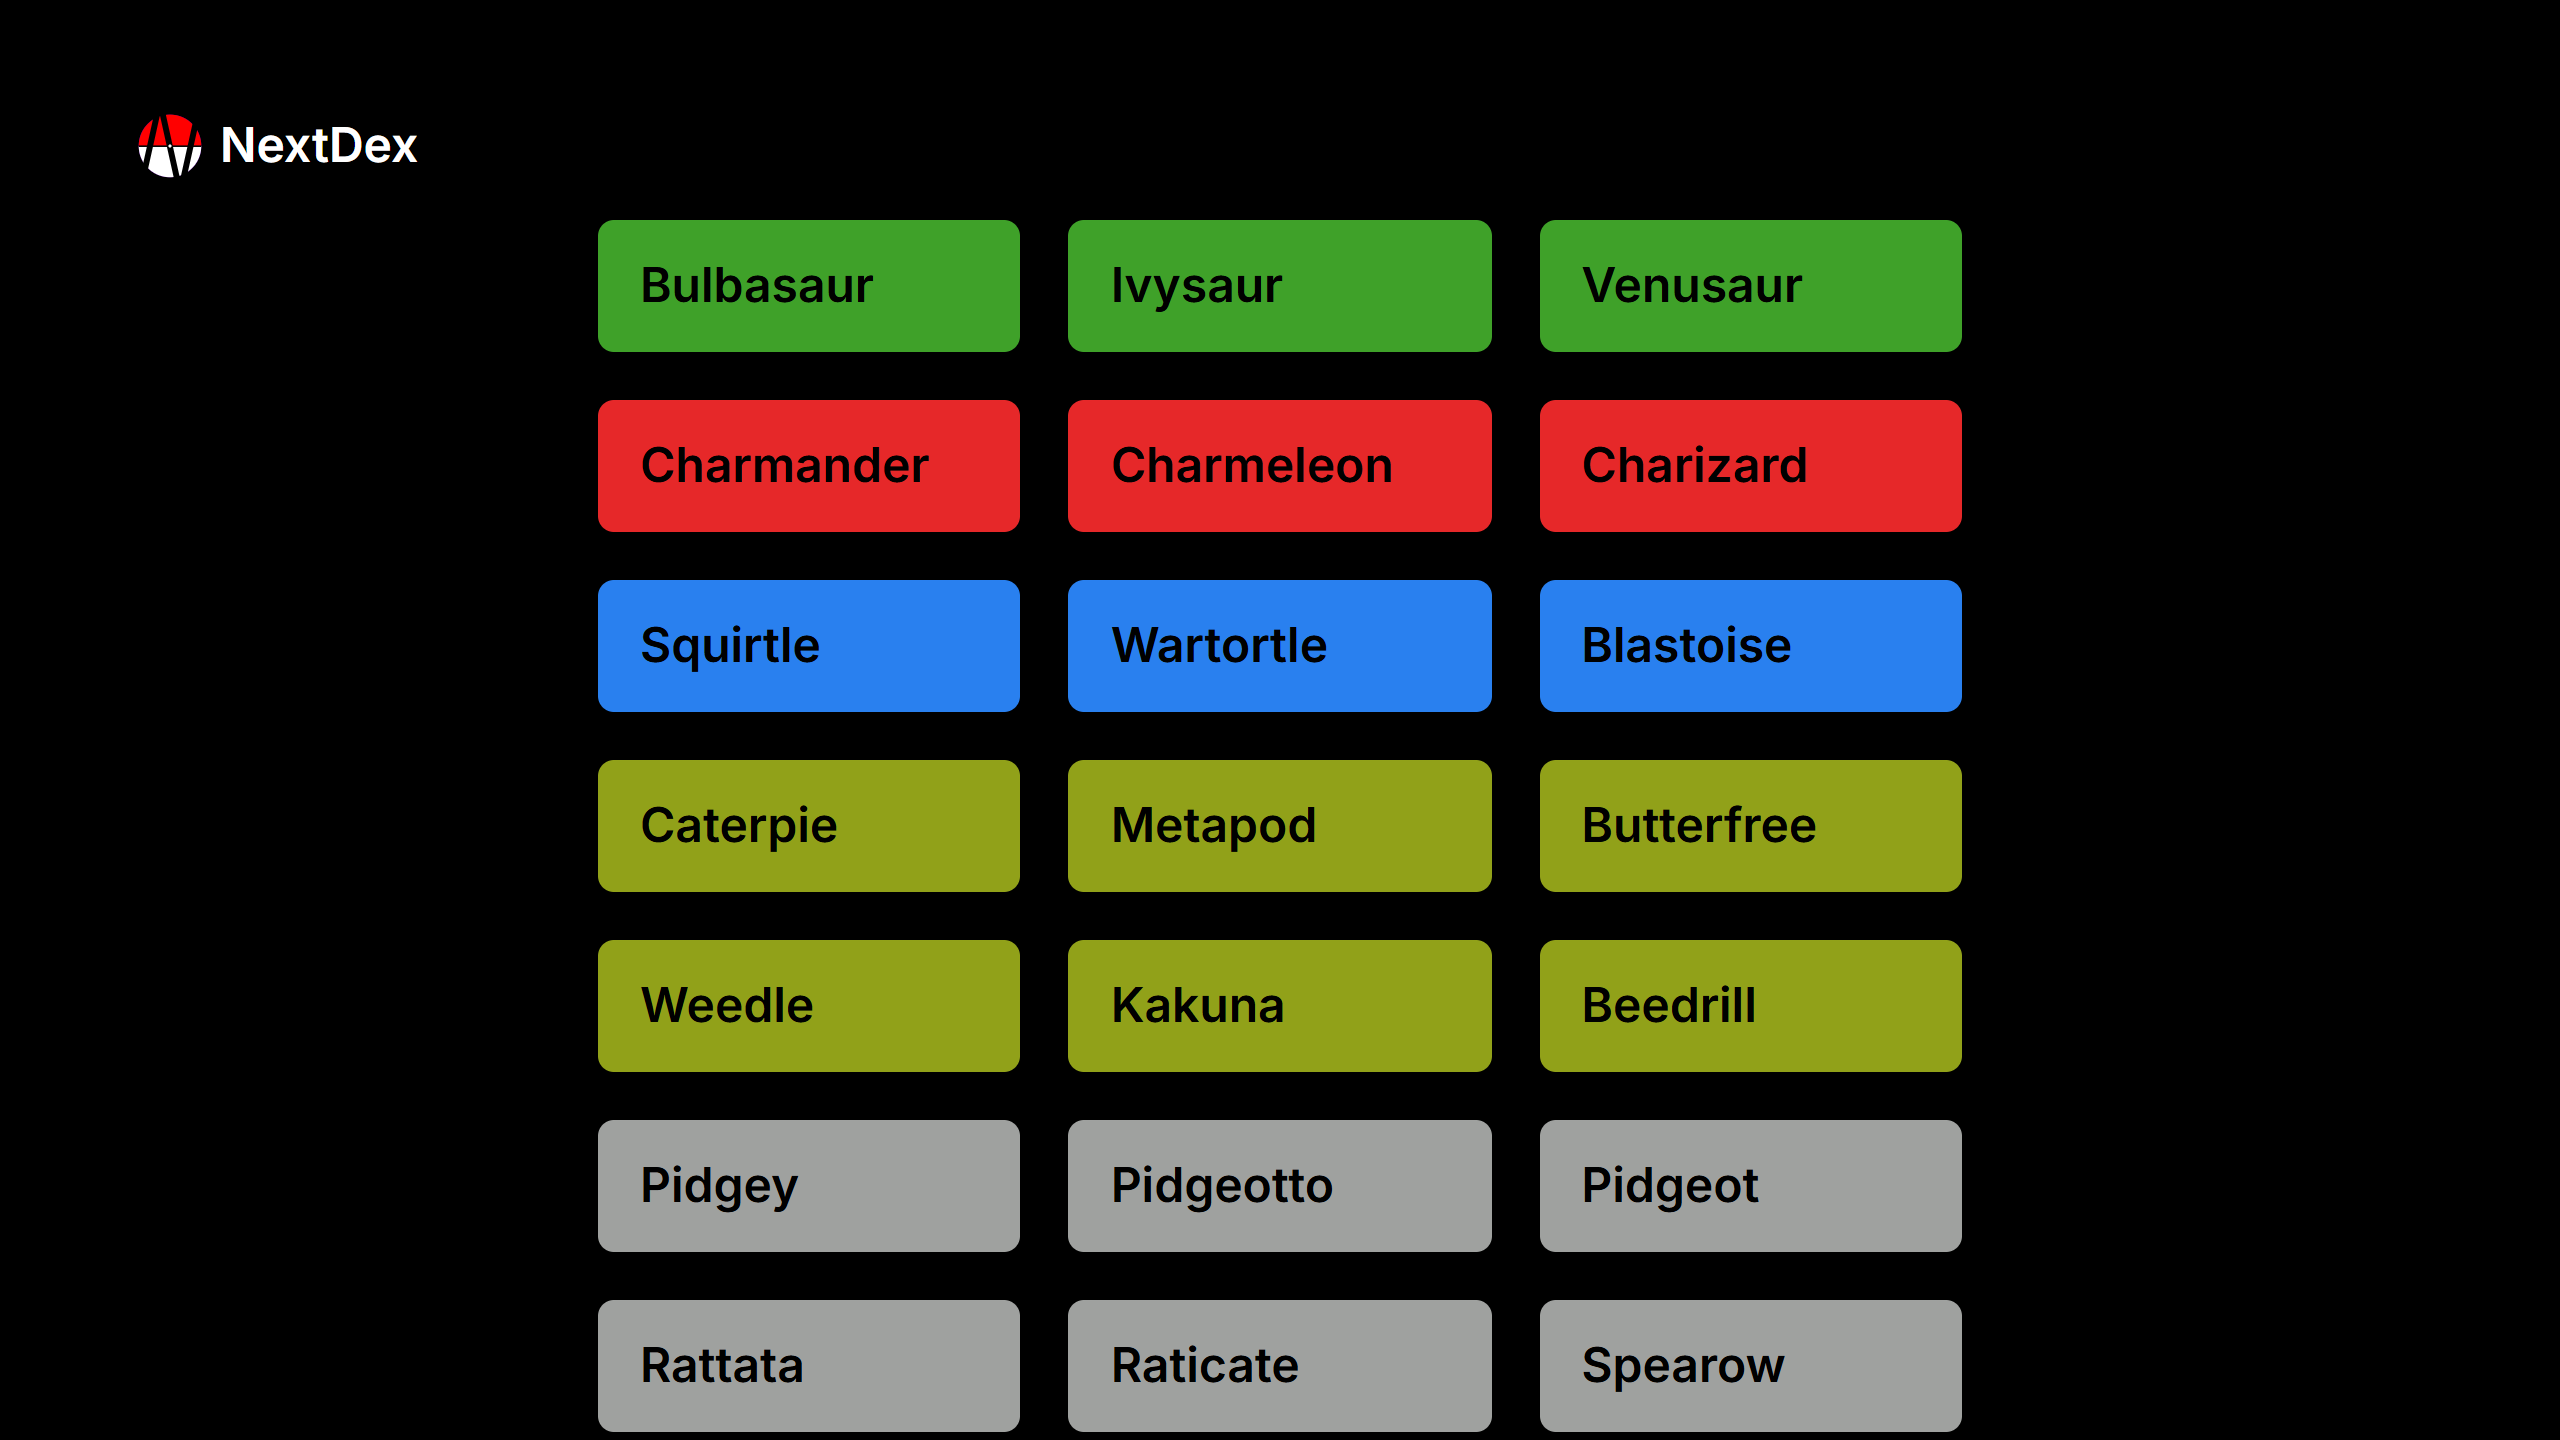 NextDex
Bulbasaur
Ivysaur
Venusaur
Charmander
Charmeleon
Charizard
Squirtle
Wartortle
Blastoise
Caterpie
Metapod
Butterfree
Weedle
Kakuna
Beedrill
Pidgey
Pidgeotto
Pidgeot
Rattata
Raticate
Spearow